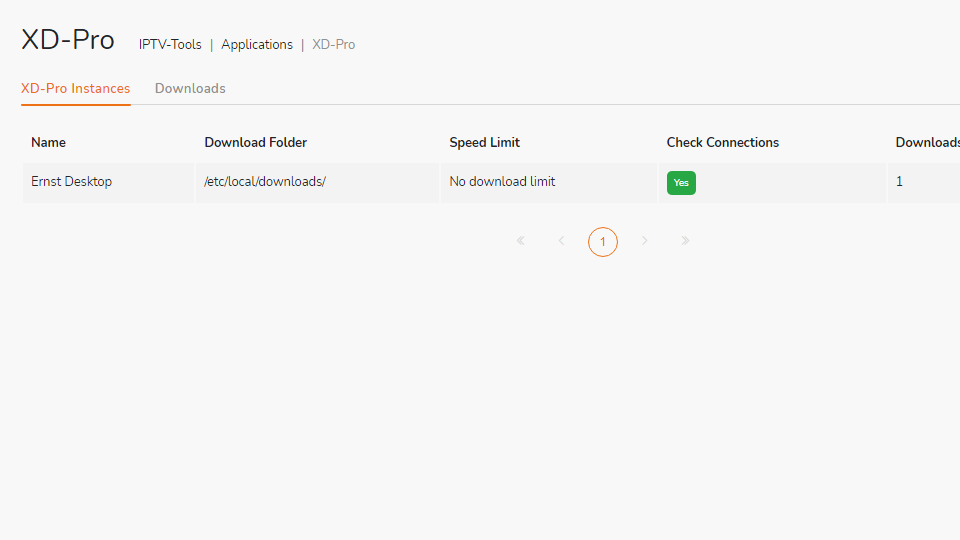 XD-Pro IPTV-Tools | Applications | XD-Pro
XD-Pro Instances Downloads
Name Download Folder Speed Limit Check Connections Downloads
Ernst Desktop /etc/local/downloads/ No download limit Yes 1
1